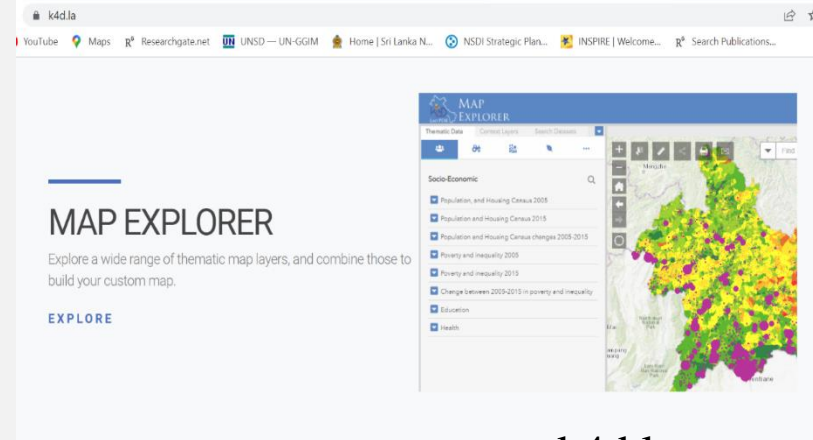 k4d.la
YouTube Maps Researchgate.net UNSD — UN-GGIM Home | Sri Lanka N... NSDI Strategic Plan... INSPIRE | Welcome... Search Publications...
MAP EXPLORER
Explore a wide range of thematic map layers, and combine those to
build your custom map.
EXPLORE
MAP
EXPLORER
Thematic Data Context Layers Search Datasets
Socio-Economic
Population, and Housing Census 2005
Population and Housing Census 2015
Population and Housing Census changes 2005-2015
Poverty and inequality 2005
Poverty and inequality 2015
Change between 2005-2015 in poverty and inequality
Education
Health
Find